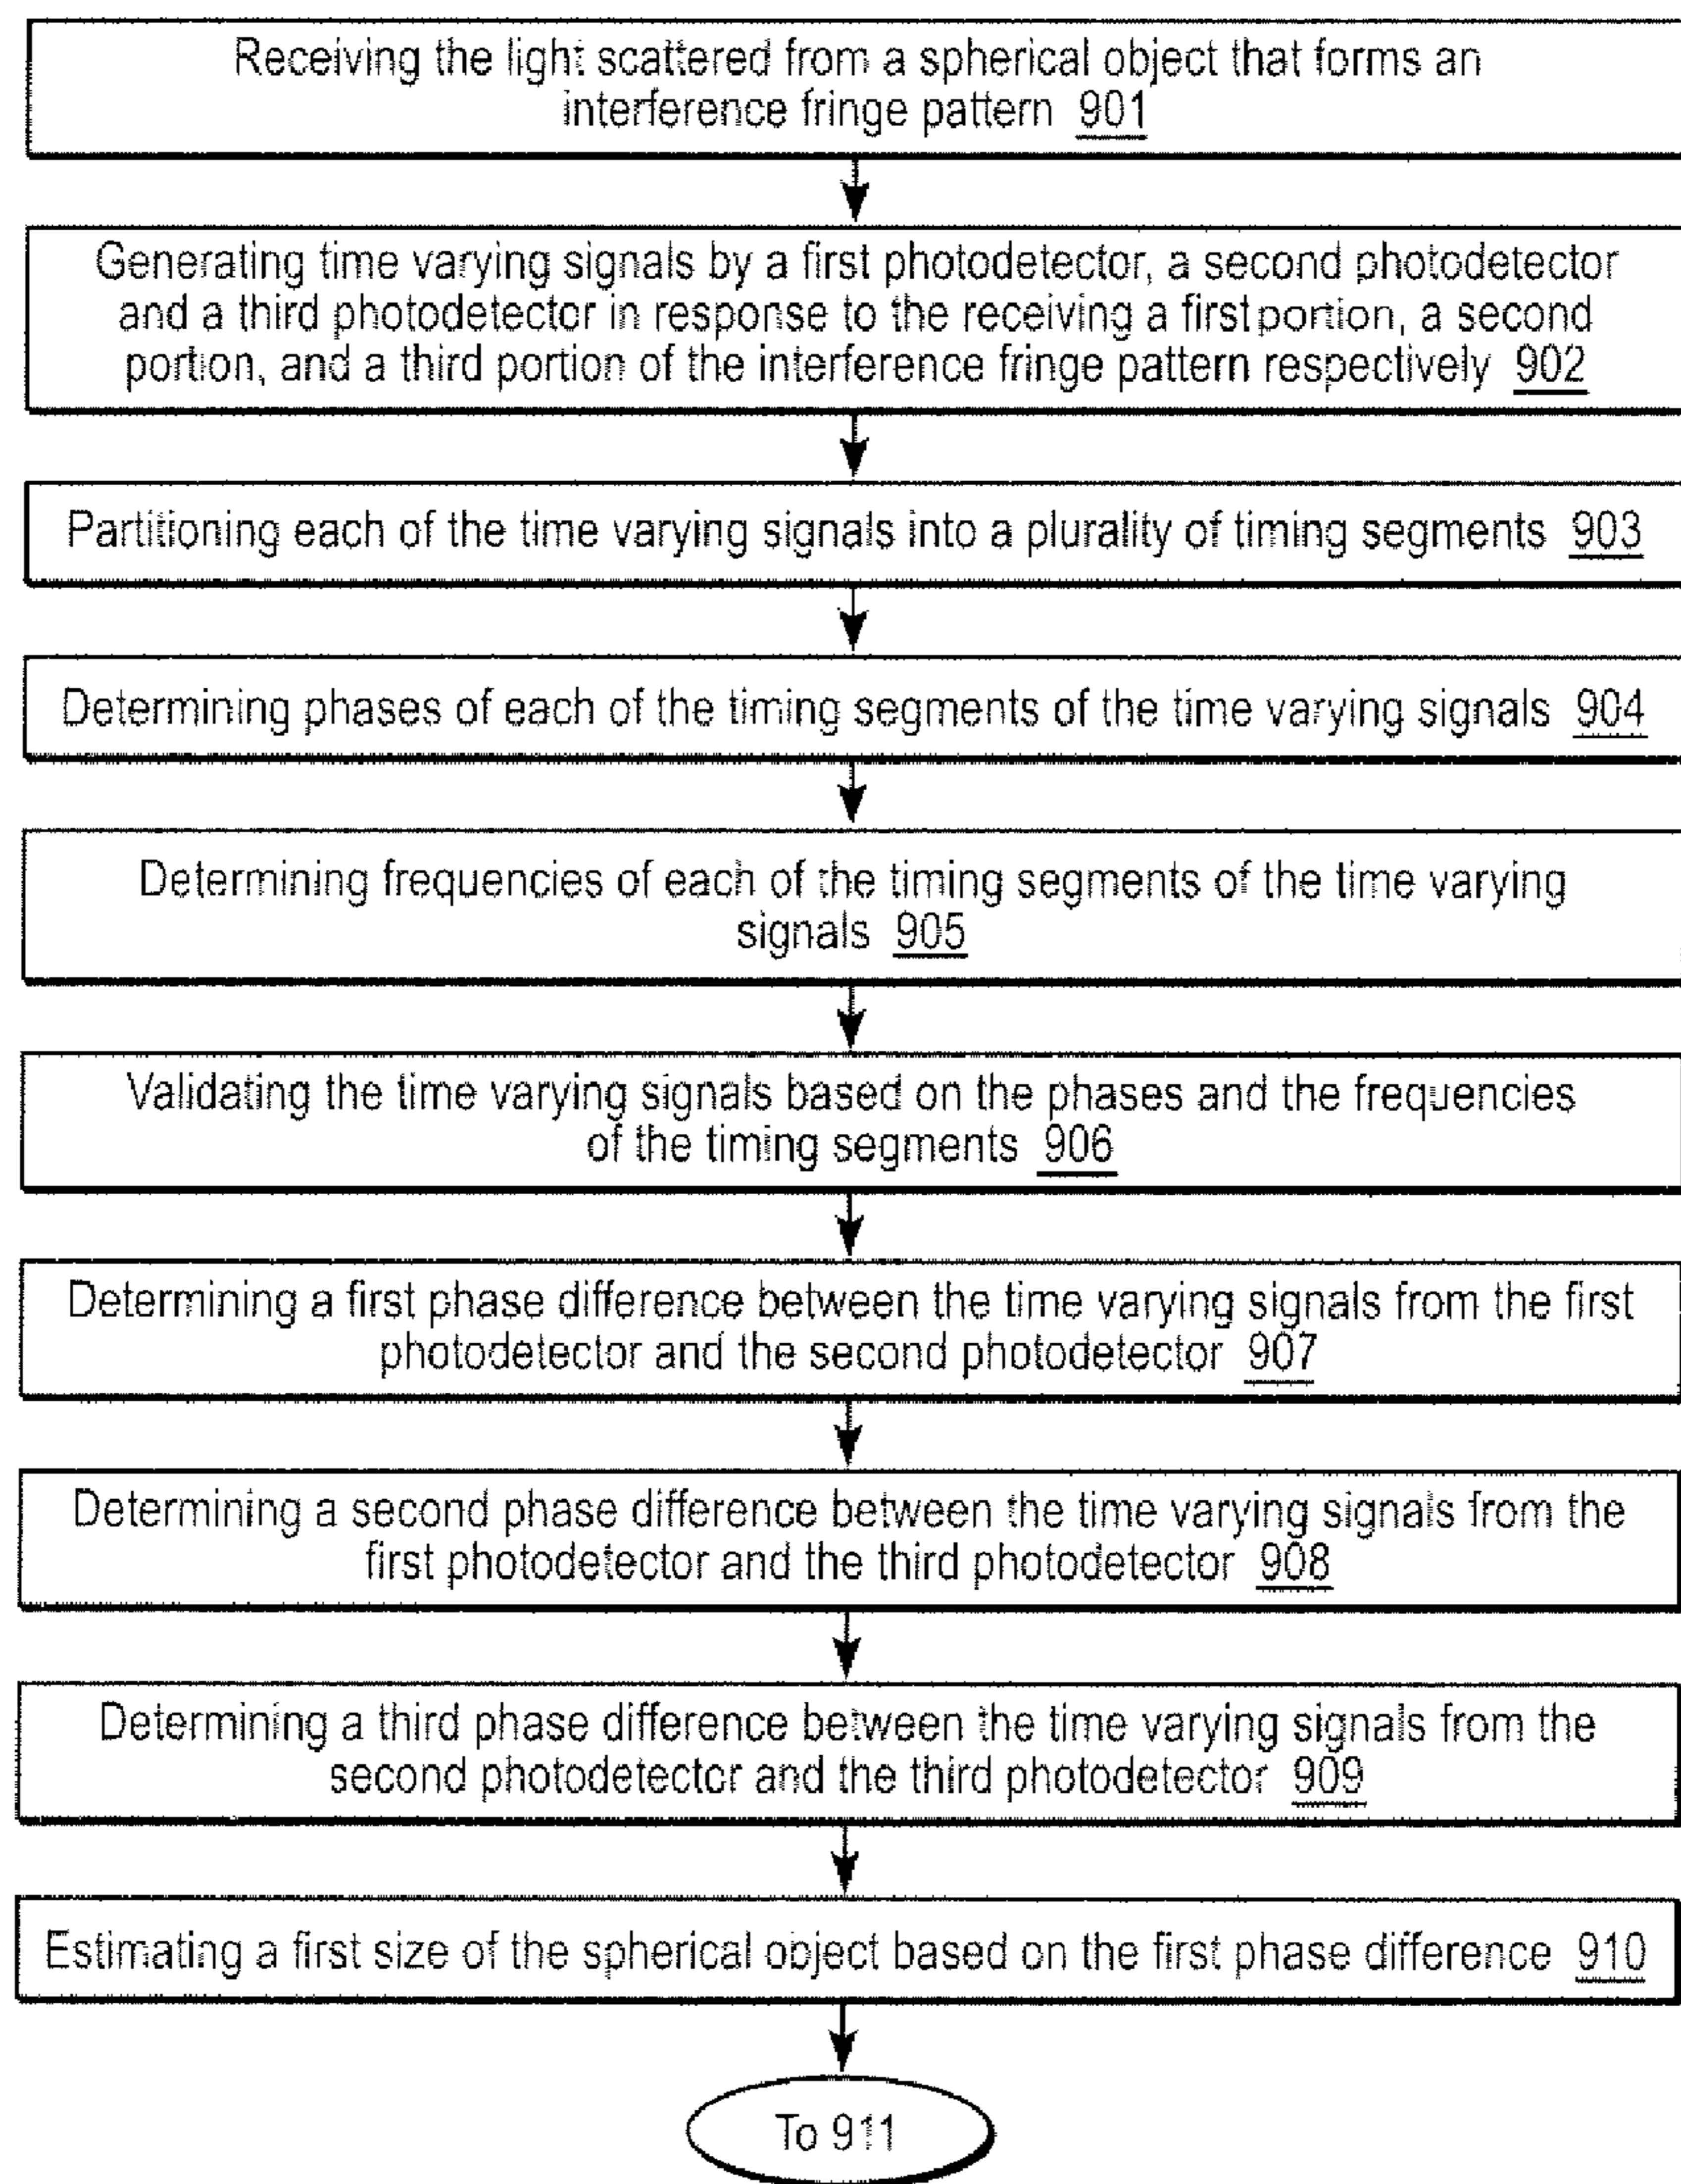 Receiving the light scattered from a spherical object that forms an
interference fringe pattern 901
Generating time varying signals by a first photodetector, a second photodetector
and a third photodetector in response to the receiving a first portion, a second
portion, and a third portion of the interference fringe pattern respectively 902
Partitioning each of the time varying signals into a plurality of timing segments 903
Determining phases of each of the timing segments of the time varying signals 904
Determining frequencies of each of the timing segments of the time varying
signals 905
Validating the time varying signals based on the phases and the frequencies
of the timing segments 906
Determining a first phase difference between the time varying signals from the first
photodetector and the second photodetector 907
Determining a second phase difference between the time varying signals from the
first photodetector and the third photodetector 908
Determining a third phase difference between the time varying signals from the
second photodetector and the third photodetector 909
Estimating a first size of the spherical object based on the first phase difference 910
To 911